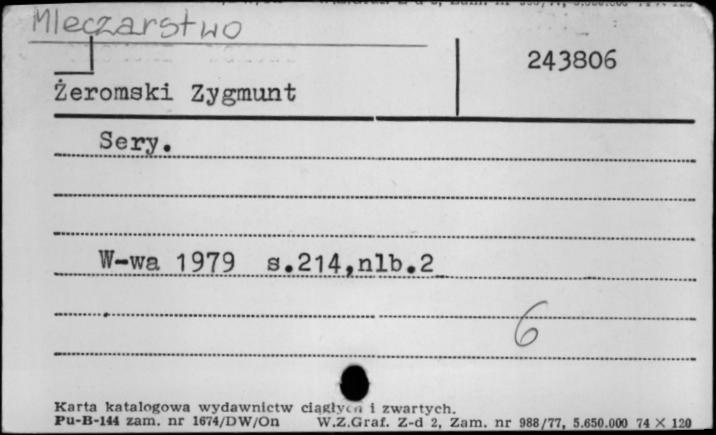 Mleczarstwo
243806
Żeromski Zygmunt
Sery.
W-wa 1979 s.214,nlb.2
6
Karta katalogowa wydawnictw ciągłych i zwartych.
Pu-B-144 zam. nr 1674/DW/On W.Z.Graf. Z-d 2, Zam. nr 988/77, 5.650.000 74 X 120